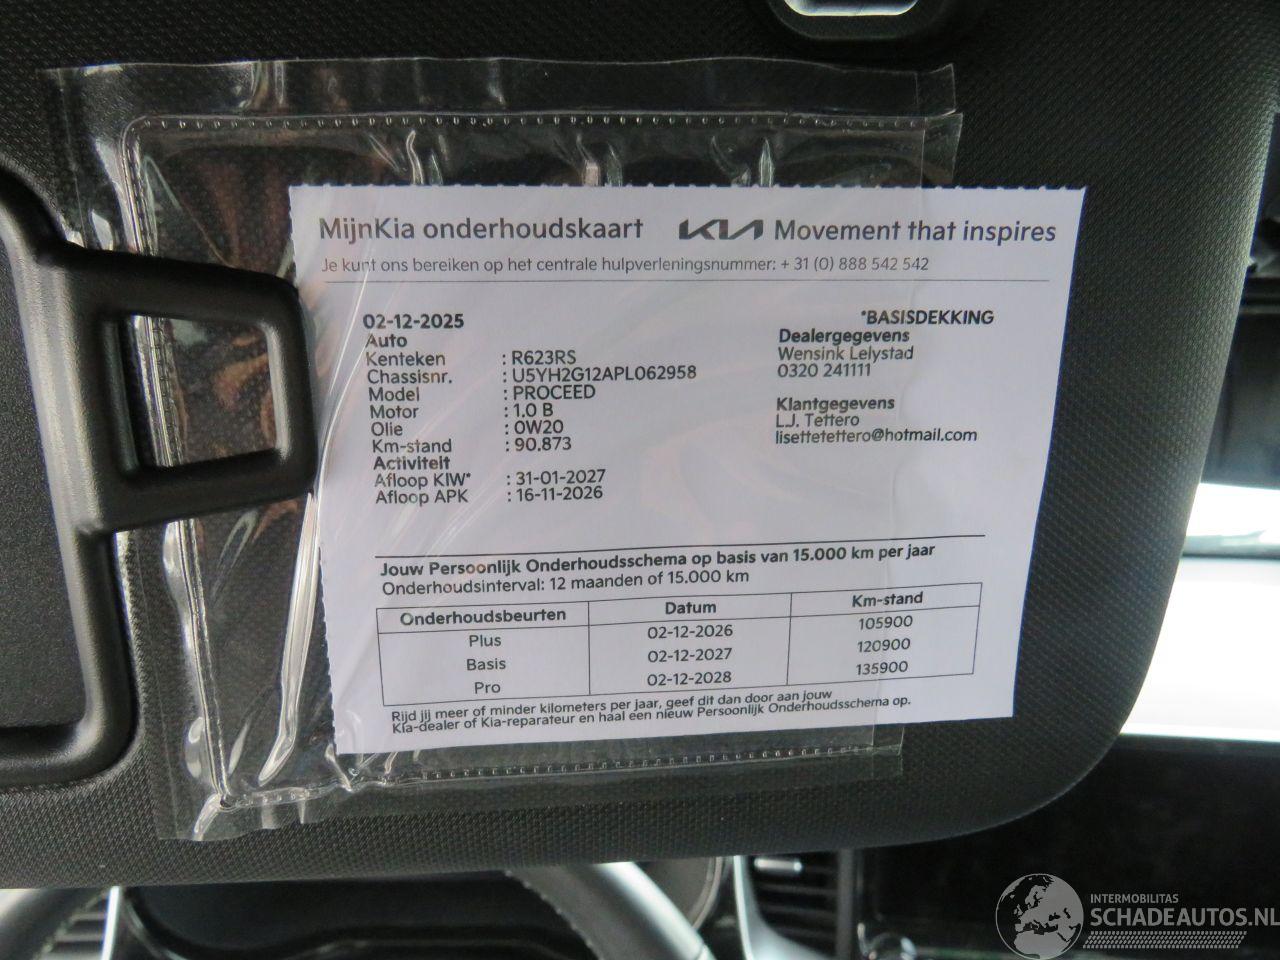 MijnKia onderhoudskaart KIA Movement that inspires
Je kunt ons bereiken op het centrale hulpverleningsnummer: + 31 (0) 888 542 542
02-12-2025
Auto
Kenteken : R623RS
Chassisnr. : U5YH2G12APL062958
Model : PROCEED
Motor : 1.0 B
Olie : 0W20
Km-stand : 90.873
Activiteit
Afloop KIW* : 31-01-2027
Afloop APK : 16-11-2026
*BASISDEKKING
Dealergegevens
Wensink Lelystad
0320 241111
Klantgegevens
L.J. Tettero
lisettetettero@hotmail.com
Jouw Persoonlijk Onderhoudsschema op basis van 15.000 km per jaar
Onderhoudsinterval: 12 maanden of 15.000 km
Onderhoudsbeurten Datum Km-stand
Plus 02-12-2026 105900
Basis 02-12-2027 120900
Pro 02-12-2028 135900
Rijd jij meer of minder kilometers per jaar, geef dit dan door aan jouw
Kia-dealer of Kia-reparateur en haal een nieuw Persoonlijk Onderhoudsschema op.
INTERMOBILITAS
SCHADEAUTOS.NL